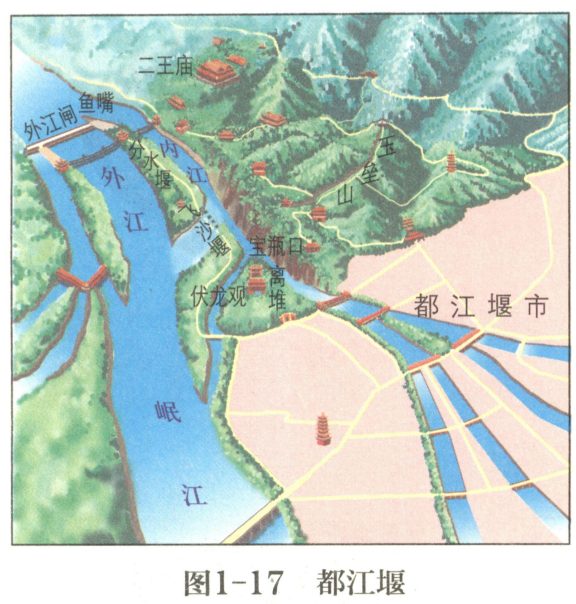 二王庙
鱼嘴
外江闸
分水堰
内江
外江
玉垒山
飞沙堰
宝瓶口
离堆
伏龙观
都江堰市
岷江
图1-17 都江堰